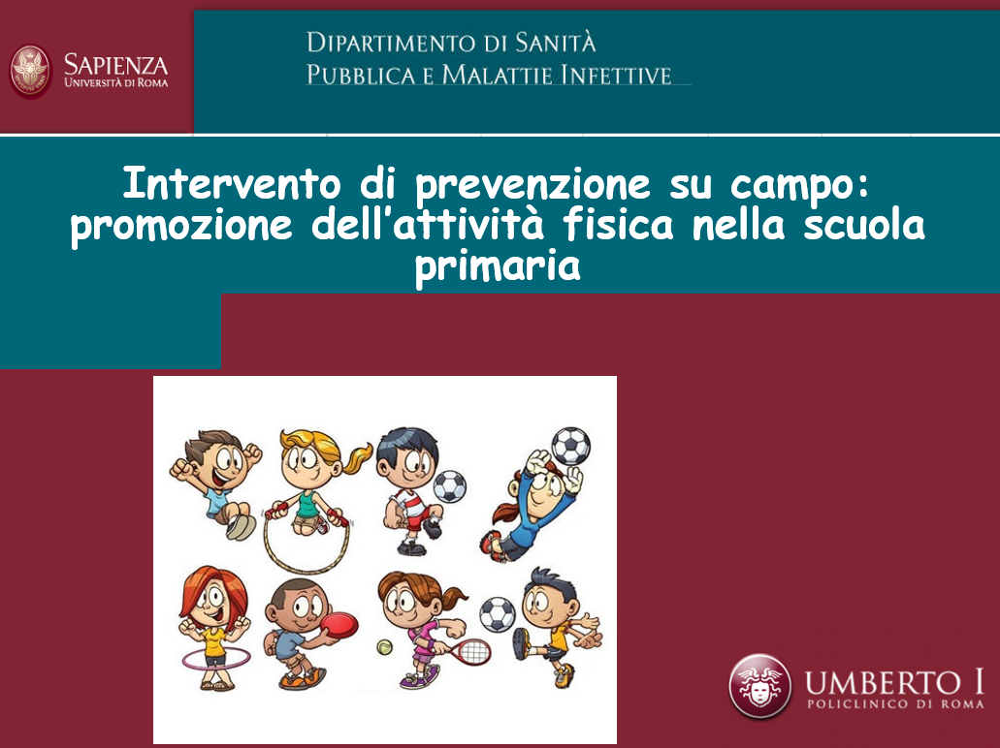 SAPIENZA
UNIVERSITÀ DI ROMA
DIPARTIMENTO DI SANITÀ
PUBBLICA E MALATTIE INFETTIVE
Intervento di prevenzione su campo:
promozione dell’attività fisica nella scuola
primaria
UMBERTO I
POLICLINICO DI ROMA